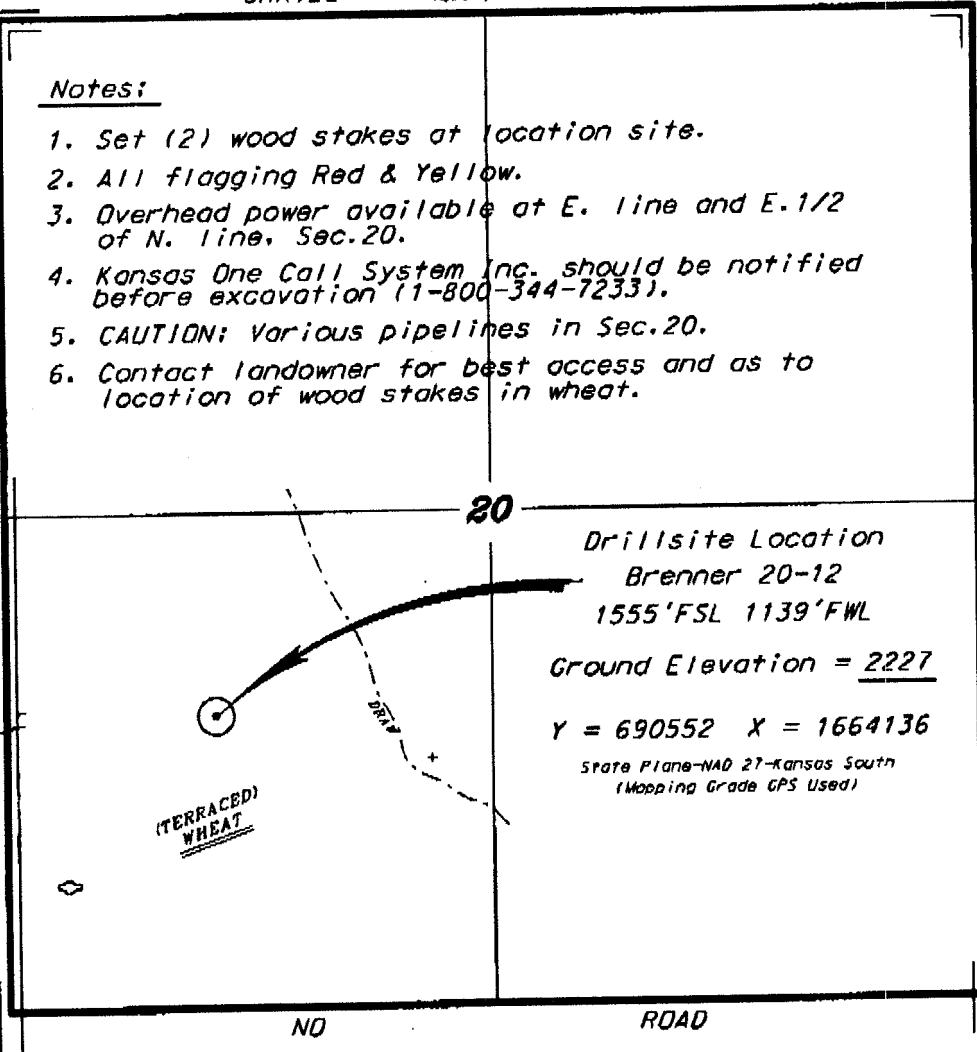 Notes:
1. Set (2) wood stakes at location site.
2. All flagging Red & Yellow.
3. Overhead power available at E. line and E.1/2
of N. line, Sec.20.
4. Kansas One Call System Inc. should be notified
before excavation (1-800-344-7233).
5. CAUTION: Various pipelines in Sec.20.
6. Contact landowner for best access and as to
location of wood stakes in wheat.
20
Drillsite Location
Brenner 20-12
1555'FSL 1139'FWL
Ground Elevation = 2227
Y = 690552 X = 1664136
State Plane-NAD 27-Kansas South
(Mapping Grade GPS Used)
DRAW
(TERRACED)
WHEAT
NO ROAD